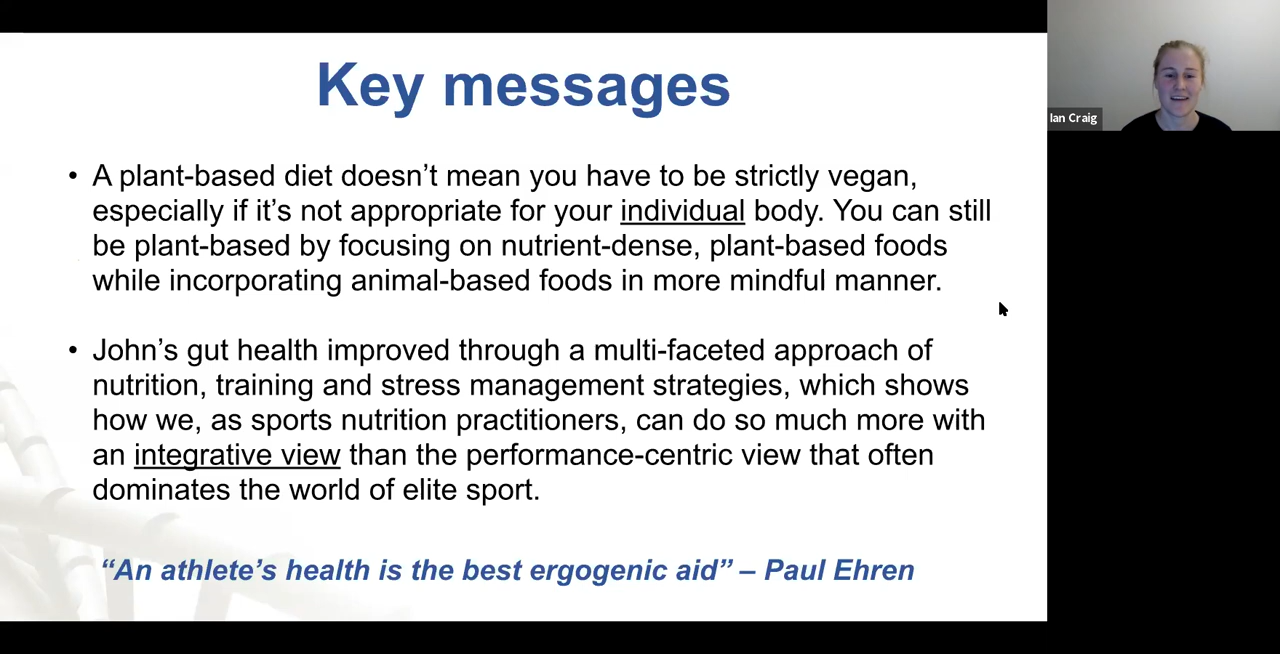 Key messages
Ian Craig
• A plant-based diet doesn’t mean you have to be strictly vegan,
especially if it’s not appropriate for your individual body. You can still
be plant-based by focusing on nutrient-dense, plant-based foods
while incorporating animal-based foods in more mindful manner.
• John’s gut health improved through a multi-faceted approach of
nutrition, training and stress management strategies, which shows
how we, as sports nutrition practitioners, can do so much more with
an integrative view than the performance-centric view that often
dominates the world of elite sport.
“An athlete’s health is the best ergogenic aid” – Paul Ehren